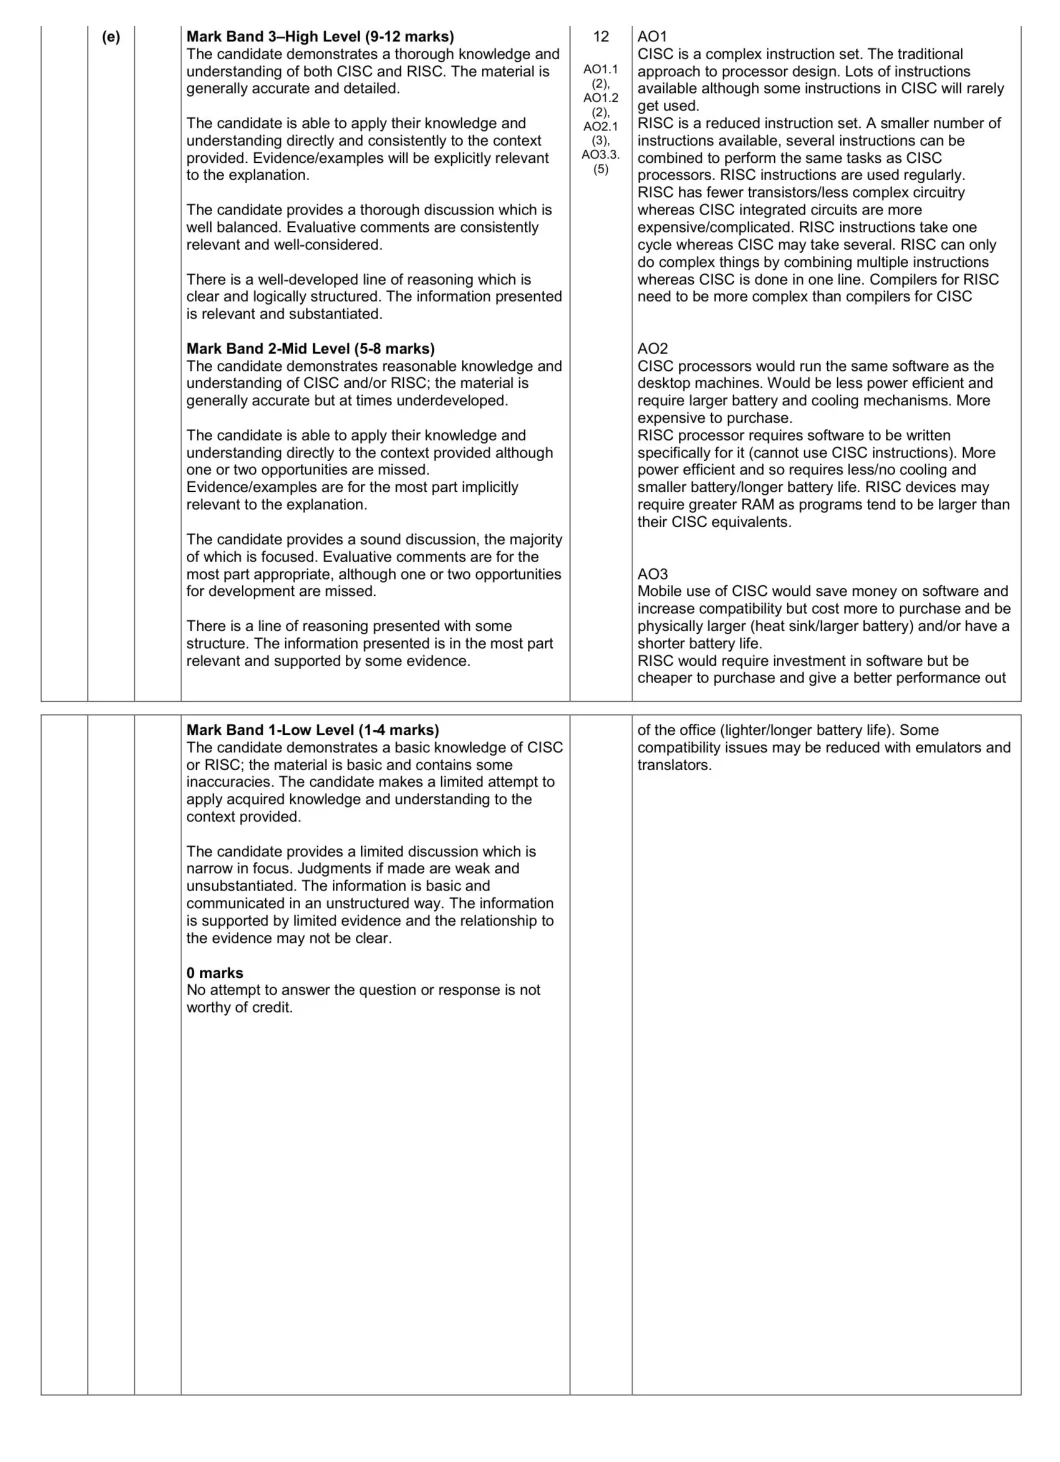 (e)
Mark Band 3–High Level (9-12 marks)
The candidate demonstrates a thorough knowledge and
understanding of both CISC and RISC. The material is
generally accurate and detailed.
The candidate is able to apply their knowledge and
understanding directly and consistently to the context
provided. Evidence/examples will be explicitly relevant
to the explanation.
The candidate provides a thorough discussion which is
well balanced. Evaluative comments are consistently
relevant and well-considered.
There is a well-developed line of reasoning which is
clear and logically structured. The information presented
is relevant and substantiated.
Mark Band 2-Mid Level (5-8 marks)
The candidate demonstrates reasonable knowledge and
understanding of CISC and/or RISC; the material is
generally accurate but at times underdeveloped.
The candidate is able to apply their knowledge and
understanding directly to the context provided although
one or two opportunities are missed.
Evidence/examples are for the most part implicitly
relevant to the explanation.
The candidate provides a sound discussion, the majority
of which is focused. Evaluative comments are for the
most part appropriate, although one or two opportunities
for development are missed.
There is a line of reasoning presented with some
structure. The information presented is in the most part
relevant and supported by some evidence.
12
AO1.1
(2),
AO1.2
(2),
AO2.1
(3),
AO3.3.
(5)
AO1
CISC is a complex instruction set. The traditional
approach to processor design. Lots of instructions
available although some instructions in CISC will rarely
get used.
RISC is a reduced instruction set. A smaller number of
instructions available, several instructions can be
combined to perform the same tasks as CISC
processors. RISC instructions are used regularly.
RISC has fewer transistors/less complex circuitry
whereas CISC integrated circuits are more
expensive/complicated. RISC instructions take one
cycle whereas CISC may take several. RISC can only
do complex things by combining multiple instructions
whereas CISC is done in one line. Compilers for RISC
need to be more complex than compilers for CISC
AO2
CISC processors would run the same software as the
desktop machines. Would be less power efficient and
require larger battery and cooling mechanisms. More
expensive to purchase.
RISC processor requires software to be written
specifically for it (cannot use CISC instructions). More
power efficient and so requires less/no cooling and
smaller battery/longer battery life. RISC devices may
require greater RAM as programs tend to be larger than
their CISC equivalents.
AO3
Mobile use of CISC would save money on software and
increase compatibility but cost more to purchase and be
physically larger (heat sink/larger battery) and/or have a
shorter battery life.
RISC would require investment in software but be
cheaper to purchase and give a better performance out
Mark Band 1-Low Level (1-4 marks)
The candidate demonstrates a basic knowledge of CISC
or RISC; the material is basic and contains some
inaccuracies. The candidate makes a limited attempt to
apply acquired knowledge and understanding to the
context provided.
The candidate provides a limited discussion which is
narrow in focus. Judgments if made are weak and
unsubstantiated. The information is basic and
communicated in an unstructured way. The information
is supported by limited evidence and the relationship to
the evidence may not be clear.
0 marks
No attempt to answer the question or response is not
worthy of credit.
of the office (lighter/longer battery life). Some
compatibility issues may be reduced with emulators and
translators.